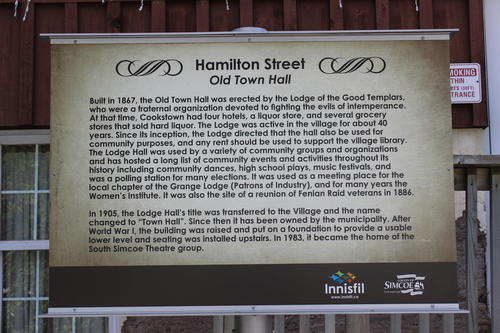 Hamilton Street
Old Town Hall
Built in 1867, the Old Town Hall was erected by the Lodge of the Good Templars,
who were a fraternal organization devoted to fighting the evils of intemperance.
At that time, Cookstown had four hotels, a liquor store, and several grocery
stores that sold hard liquor. The Lodge was active in the village for about 40
years. Since its inception, the Lodge directed that the hall also be used for
community purposes, and any rent should be used to support the village library.
The Lodge Hall was used by a variety of community groups and organizations
and has hosted a long list of community events and activities throughout its
history including community dances, high school plays, music festivals, and
was a polling station for many elections. It was used as a meeting place for the
local chapter of the Grange Lodge (Patrons of Industry), and for many years the
Women's Institute. It was also the site of a reunion of Fenian Raid veterans in 1886.
In 1905, the Lodge Hall's title was transferred to the Village and the name
changed to "Town Hall". Since then it has been owned by the municipality. After
World War I, the building was raised and put on a foundation to provide a usable
lower level and seating was installed upstairs. In 1983, it became the home of the
South Simcoe Theatre group.
Innisfil
www.innisfil.ca
COUNTY OF
SIMCOE
MOKING
THIN
(30FT)
ENTRANCE